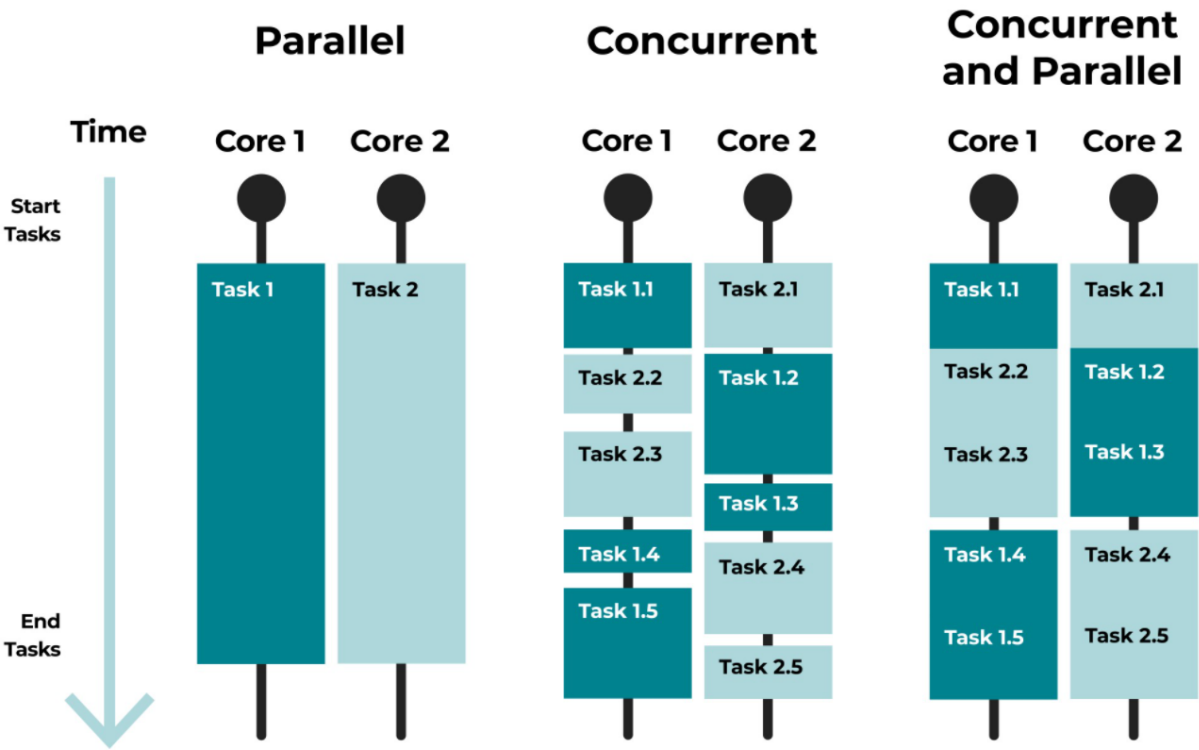 Parallel
Concurrent
Concurrent
and Parallel
Time
Core 1
Core 2
Core 1
Core 2
Core 1
Core 2
Start
Tasks
End
Tasks
Task 1
Task 2
Task 1.1
Task 2.2
Task 2.3
Task 1.4
Task 1.5
Task 2.1
Task 1.2
Task 1.3
Task 2.4
Task 2.5
Task 1.1
Task 2.2
Task 2.3
Task 1.4
Task 1.5
Task 2.1
Task 1.2
Task 1.3
Task 2.4
Task 2.5